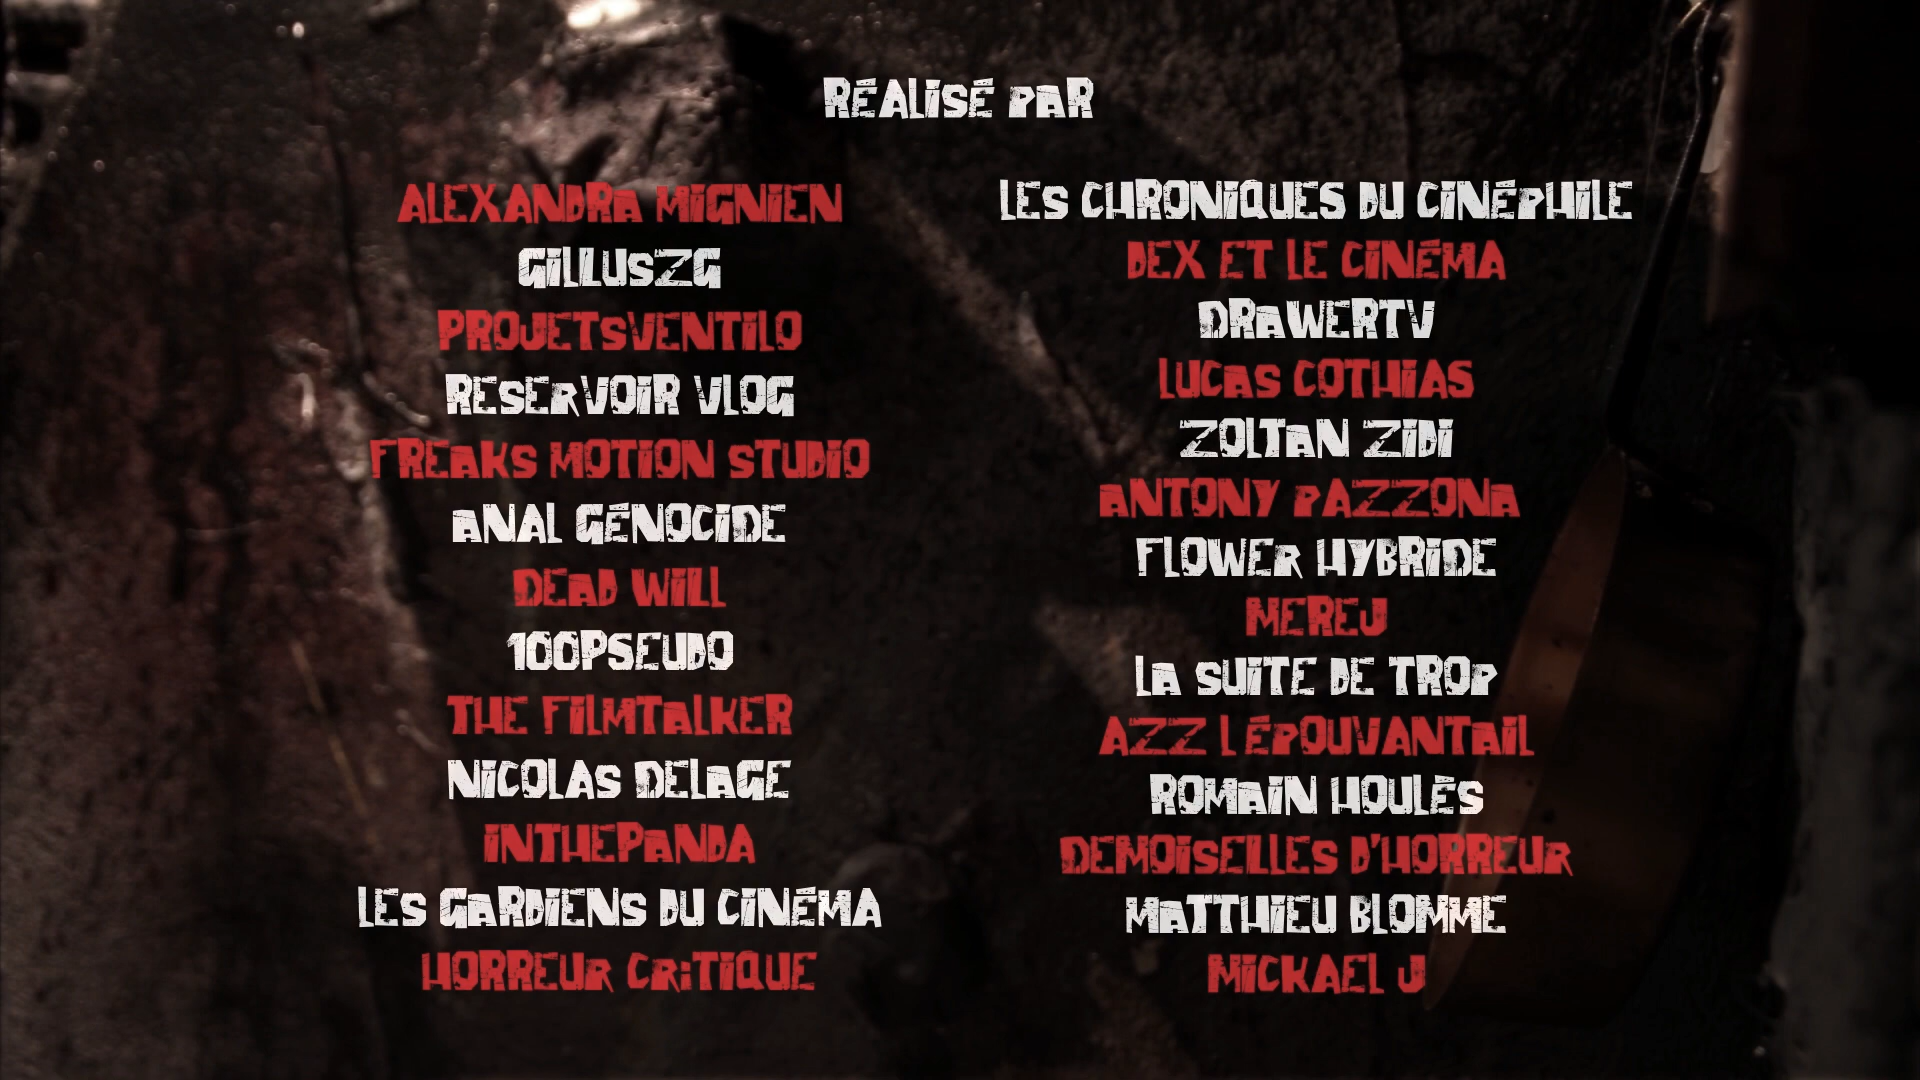 RÉALISÉ PAR
ALEXANDRA MIGNIEN
GILLUSZG
PROJETSVENTILO
RESERVOIR VLOG
FREAKS MOTION STUDIO
ANAL GÉNOCIDE
DEAD WILL
100PSEUDO
THE FILMTALKER
NICOLAS DELAGE
INTHEPANDA
LES GARDIENS DU CINÉMA
HORREUR CRITIQUE
LES CHRONIQUES DU CINÉPHILE
DEX ET LE CINÉMA
DRAWERTV
LUCAS COTHIAS
ZOLTAN ZIDI
ANTONY PAZZONA
FLOWER HYBRIDE
MEREJ
LA SUITE DE TROP
AZZ L ÉPOUVANTAIL
ROMAIN HOULÈS
DEMOISELLES D'HORREUR
MATTHIEU BLOMME
MICKAEL J